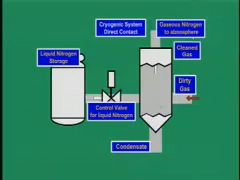 Cryogenic System
Direct Contact
Gaseous Nitrogen
to atmosphere
Liquid Nitrogen
Storage
Cleaned
Gas
Dirty
Gas
Control Valve
for liquid Nitrogen
Condensate